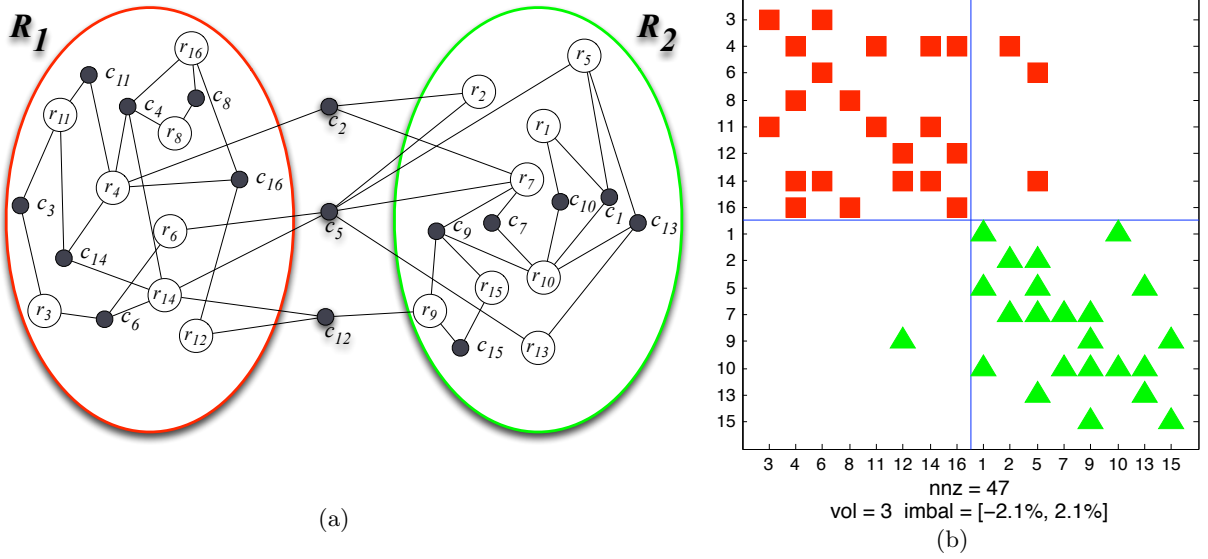 R1
R2
r16
c11
c4
c8
r11
r8
r4
c16
c3
r6
c14
r14
r3
c6
r12
c2
c5
c12
r5
r2
r1
r7
c10
c1
c7
c13
c9
r10
r15
r9
c15
r13
(a)
3
4
6
8
11
12
14
16
1
2
5
7
9
10
13
15
3 4 6 8 11 12 14 16 1 2 5 7 9 10 13 15
nnz = 47
vol = 3 imbal = [−2.1%, 2.1%]
(b)